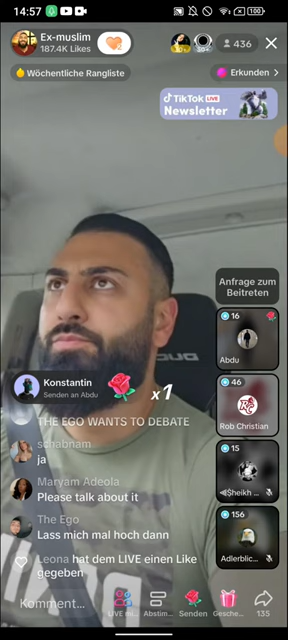 14:57
100
Ex-muslim
187.4K Likes
30+
30+
436
Wöchentliche Rangliste
Erkunden >
TikTok LIVE
Newsletter
Anfrage zum
Beitreten
16
Abdu
46
Rob Christian
15
Sheikh ...
156
Adlerblic...
Konstantin
Senden an Abdu
x1
THE EGO WANTS TO DEBATE
schabnam
ja
Maryam Adeola
Please talk about it
The Ego
Lass mich mal hoch dann
Leona hat dem LIVE einen Like
gegeben
Komment...
LIVE mi...
Abstim...
Senden
Gesche...
135